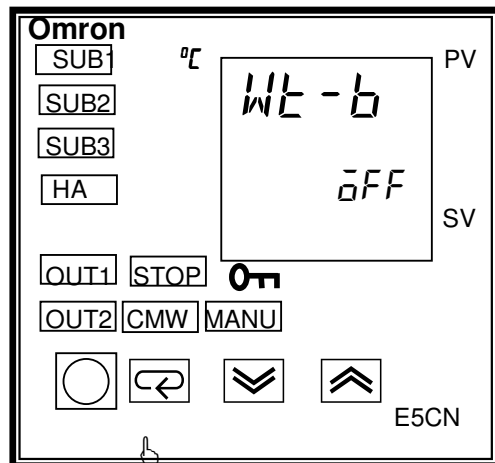 Omron
SUB1 °C PV
Wt-b
SUB2
SUB3
HA oFF
SV
OUT1 STOP
OUT2 CMW MANU
E5CN